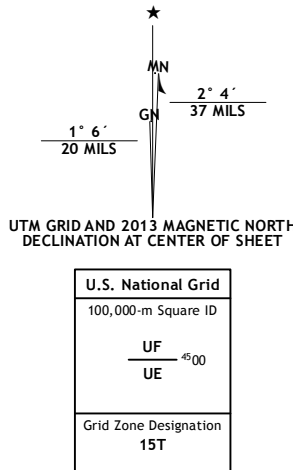 ★
MN
GN
2° 4´
37 MILS
1° 6´
20 MILS
UTM GRID AND 2013 MAGNETIC NORTH
DECLINATION AT CENTER OF SHEET
U.S. National Grid
100,000-m Square ID
UF
4500
UE
Grid Zone Designation
15T